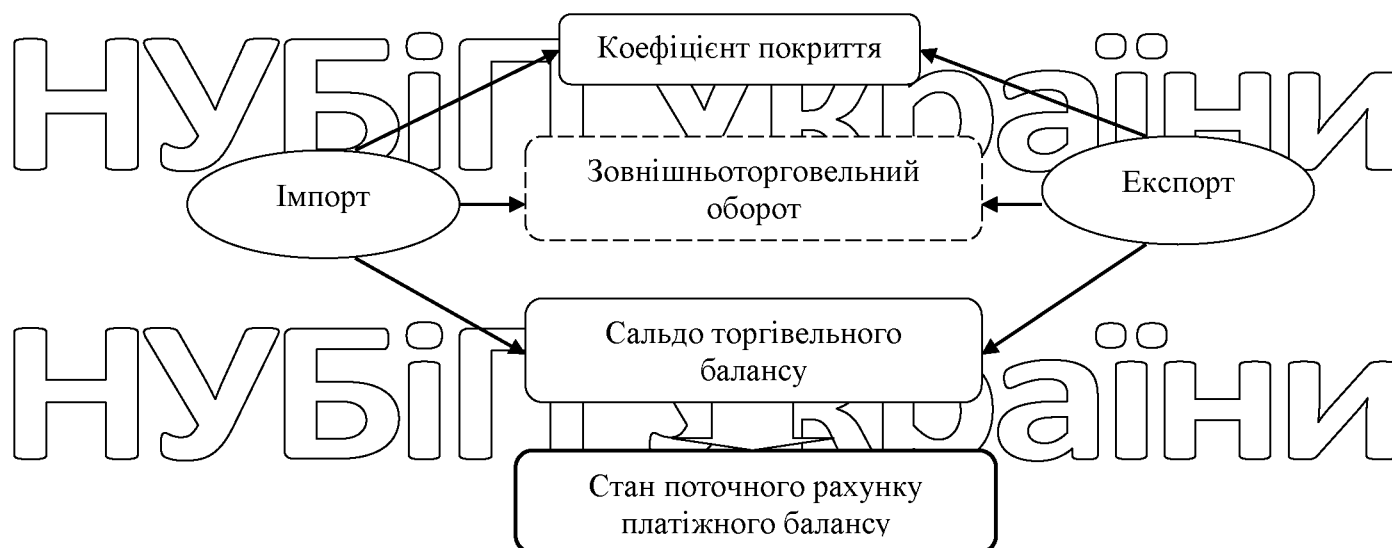 НУБіП України
Коефіцієнт покриття
Зовнішньоторговельний
оборот
Імпорт
Експорт
НУБіП України
Сальдо торгівельного
балансу
Стан поточного рахунку
платіжного балансу